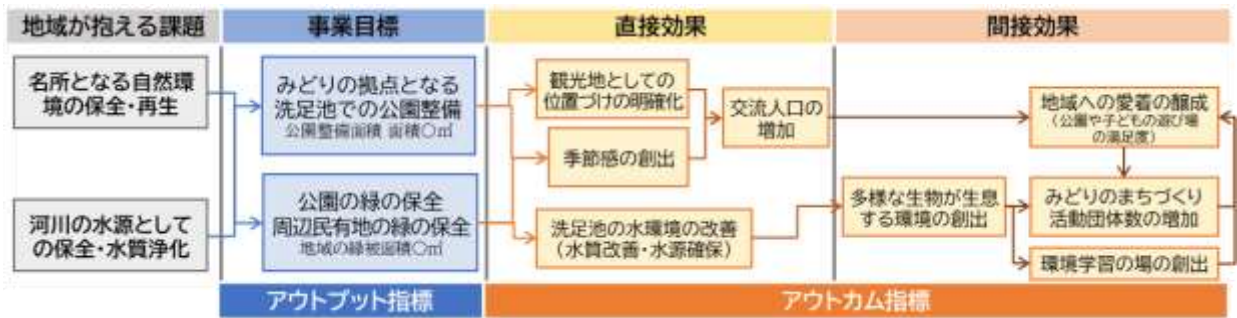 地域が抱える課題
事業目標
直接効果
間接効果
名所となる自然環
境の保全・再生
河川の水源として
の保全・水質浄化
みどりの拠点となる
洗足池での公園整備
公園整備面積 面積〇㎡
公園の緑の保全
周辺民有地の緑の保全
地域の緑被面積〇㎡
観光地としての
位置づけの明確化
季節感の創出
交流人口の
増加
洗足池の水環境の改善
(水質改善・水源確保)
地域への愛着の醸成
(公園や子どもの遊び場
の満足度)
多様な生物が生息
する環境の創出
みどりのまちづくり
活動団体数の増加
環境学習の場の創出
アウトプット指標
アウトカム指標